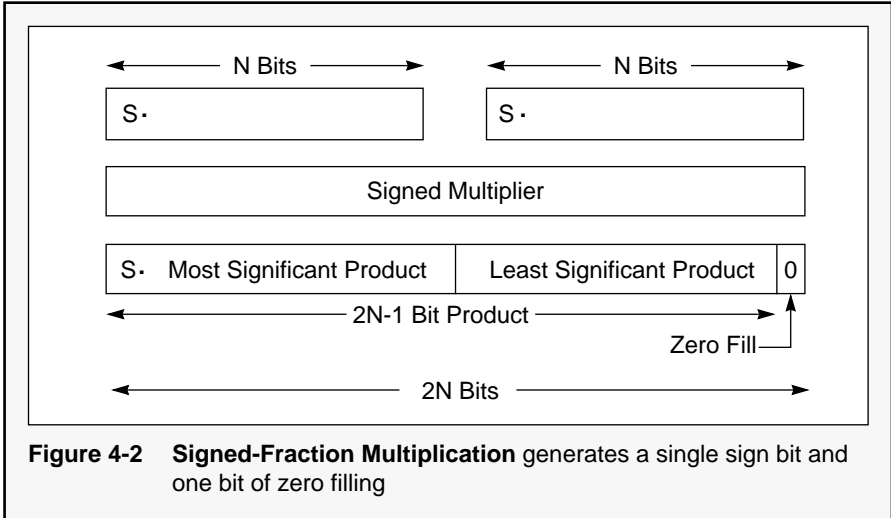 N Bits N Bits
S. S.
Signed Multiplier
S. Most Significant Product Least Significant Product 0
2N-1 Bit Product
Zero Fill
2N Bits
Figure 4-2 Signed-Fraction Multiplication generates a single sign bit and
one bit of zero filling